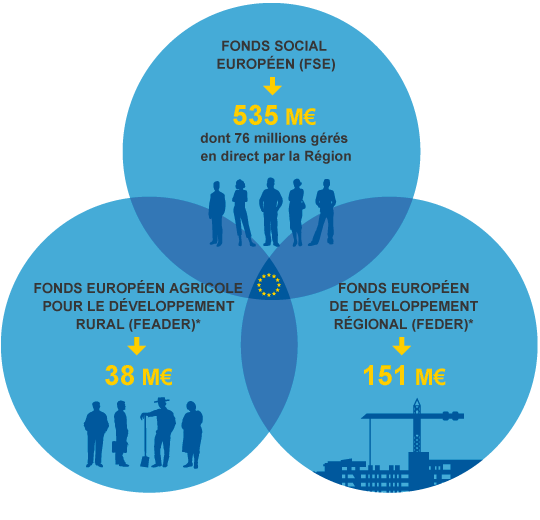 FONDS SOCIAL
EUROPÉEN (FSE)
535 M€
dont 76 millions gérés
en direct par la Région
FONDS EUROPÉEN AGRICOLE
POUR LE DÉVELOPPEMENT
RURAL (FEADER)*
38 M€
FONDS EUROPÉEN
DE DÉVELOPPEMENT
RÉGIONAL (FEDER)*
151 M€